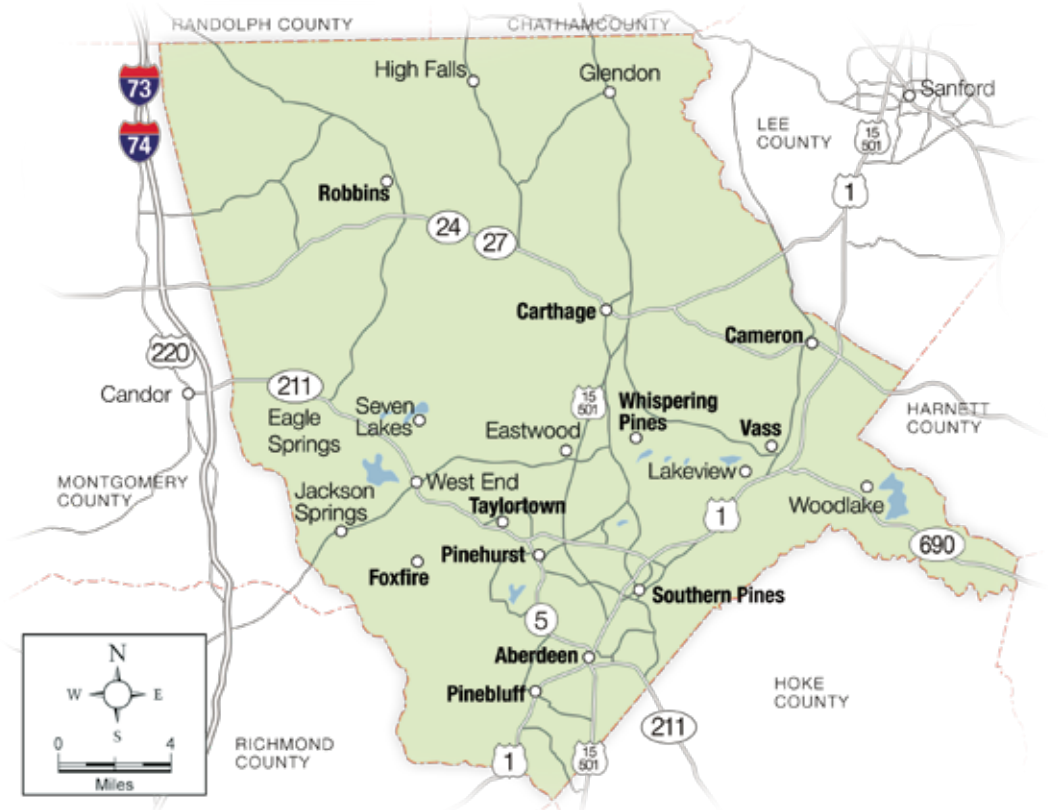 RANDOLPH COUNTY
CHATHAMCOUNTY
73
High Falls
Glendon
Sanford
74
LEE
COUNTY
15
501
Robbins
1
24
27
Carthage
Cameron
220
211
Candor
Seven
Lakes
Eagle
Springs
15
501
Whispering
Pines
HARNETT
COUNTY
Eastwood
Vass
Lakeview
MONTGOMERY
COUNTY
West End
Jackson
Springs
Taylortown
1
Woodlake
Pinehurst
690
Foxfire
Southern Pines
5
Aberdeen
N
W
E
S
Pinebluff
HOKE
COUNTY
211
0
4
Miles
RICHMOND
COUNTY
1
15
501